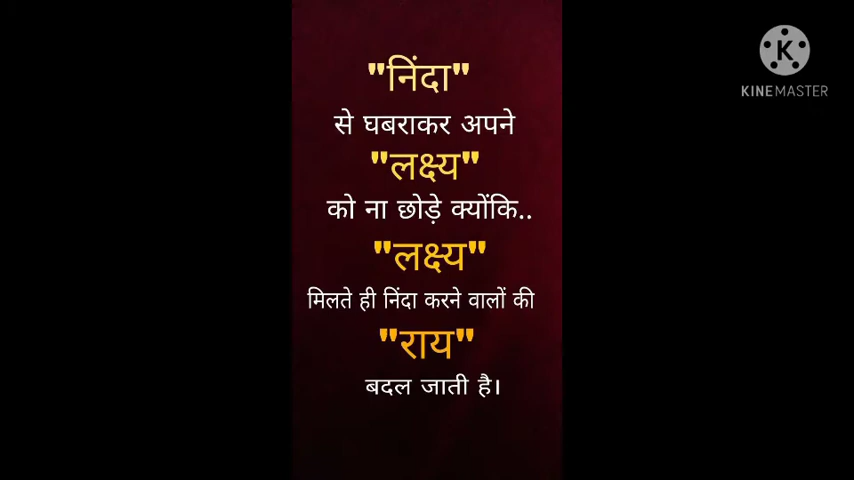 "निंदा"
से घबराकर अपने
"लक्ष्य"
को ना छोड़े क्योंकि..
"लक्ष्य"
मिलते ही निंदा करने वालों की
"राय"
बदल जाती है।
K
KINEMASTER